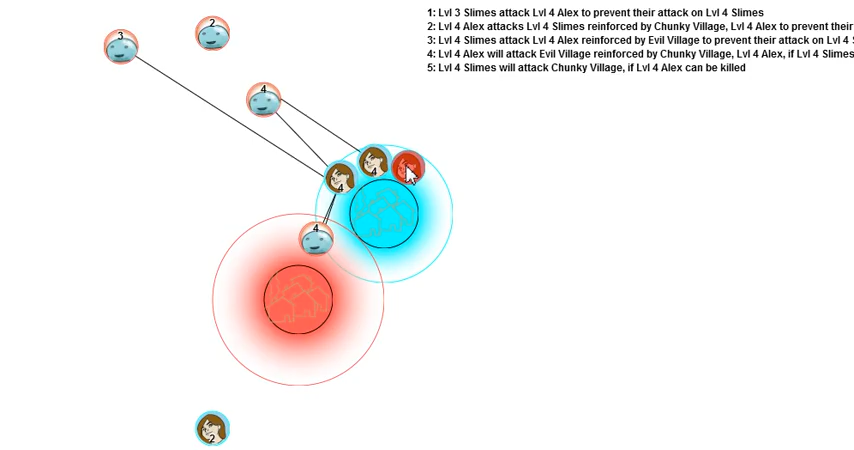 1: Lvl 3 Slimes attack Lvl 4 Alex to prevent their attack on Lvl 4 Slimes
2: Lvl 4 Alex attacks Lvl 4 Slimes reinforced by Chunky Village, Lvl 4 Alex to prevent their
3: Lvl 4 Slimes attack Lvl 4 Alex reinforced by Evil Village to prevent their attack on Lvl 4
4: Lvl 4 Alex will attack Evil Village reinforced by Chunky Village, Lvl 4 Alex, if Lvl 4 Slimes
5: Lvl 4 Slimes will attack Chunky Village, if Lvl 4 Alex can be killed
2
3
4
4
4
4
2